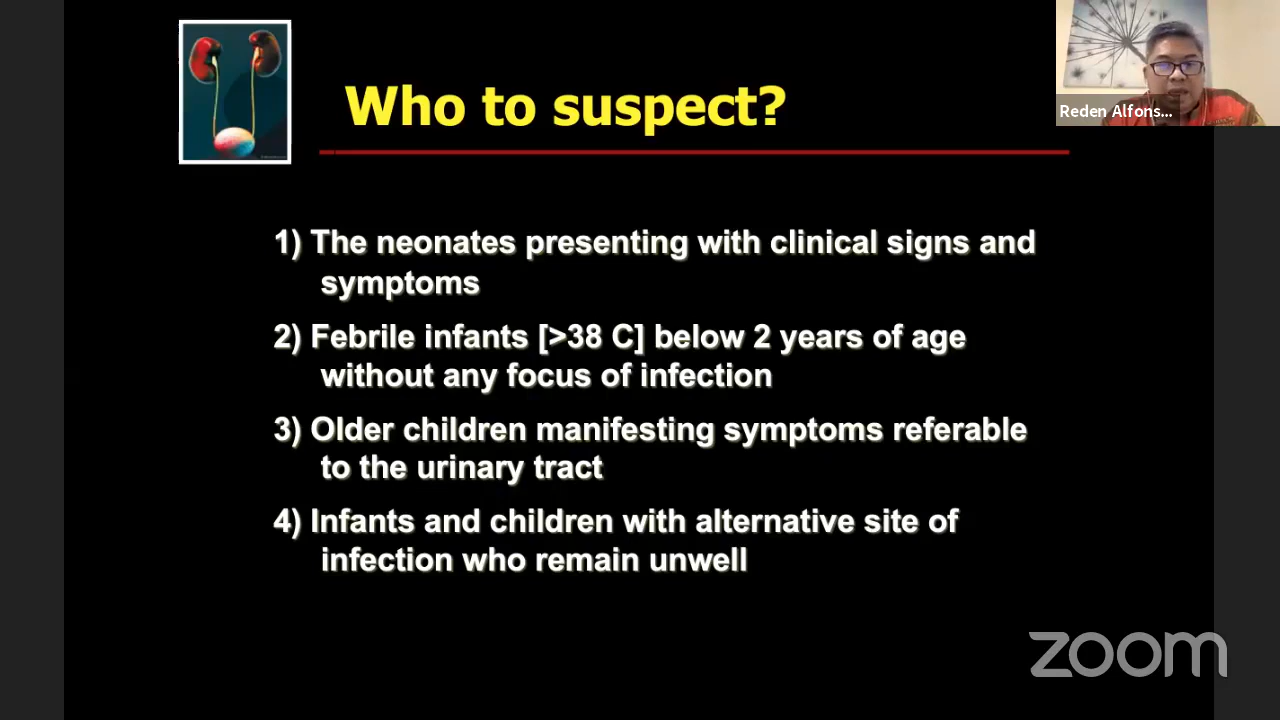 Who to suspect?
Reden Alfons...
1) The neonates presenting with clinical signs and
symptoms
2) Febrile infants [>38 C] below 2 years of age
without any focus of infection
3) Older children manifesting symptoms referable
to the urinary tract
4) Infants and children with alternative site of
infection who remain unwell
zoom